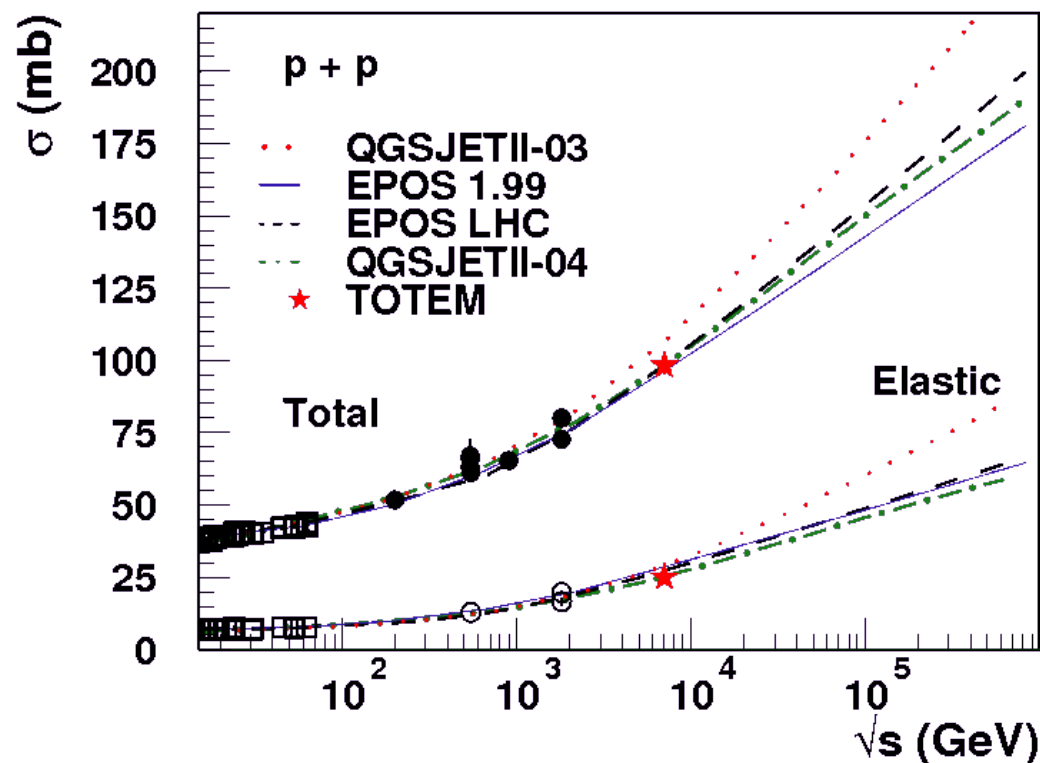 σ (mb)
200
175
150
125
100
75
50
25
0
p + p
QGSJETII-03
EPOS 1.99
EPOS LHC
QGSJETII-04
TOTEM
Total
Elastic
10²
10³
10⁴
10⁵
√s (GeV)